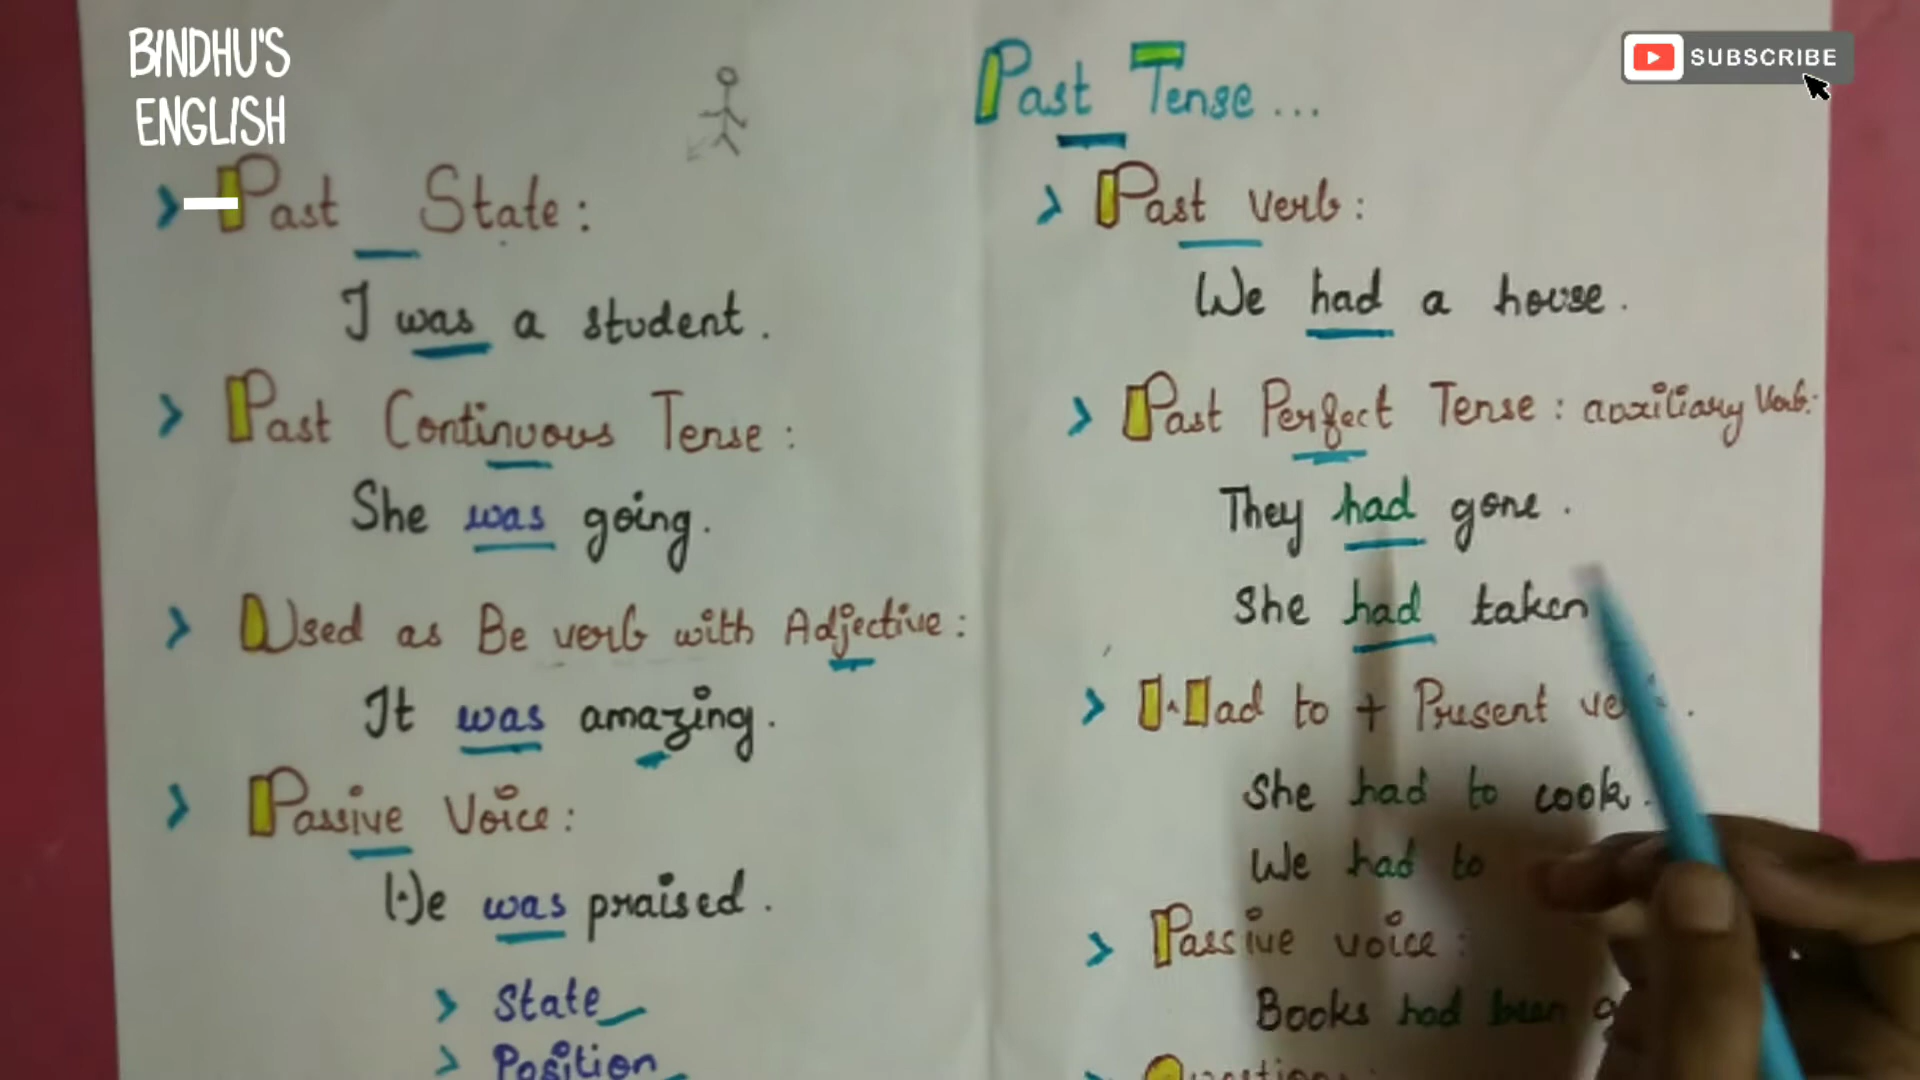 BINDHU'S
ENGLISH
SUBSCRIBE
Past Tense...
Past State:
I was a student.
Past Continuous Tense:
She was going.
Used as Be verb with Adjective:
It was amazing.
Passive Voice:
He was praised.
State
Position
Past verb:
We had a house.
Past Perfect Tense: auxiliary Verb:
They had gone.
She had taken
Had to + Present
She had to cook.
We had to
Passive voice:
Books had been